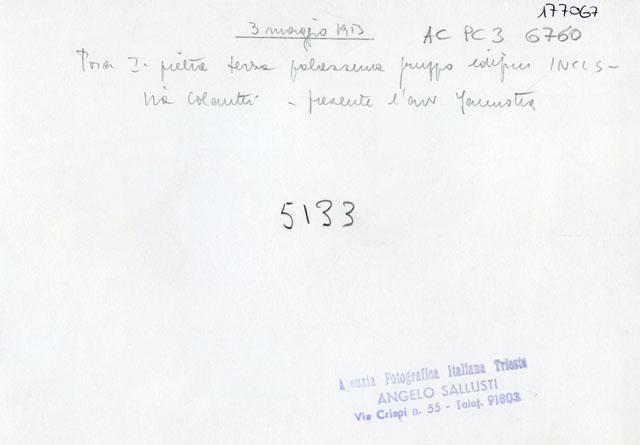 177067
3 maggio 1953
AC PC3 6760
Posa I. pietra terza palazzina gruppo edifici INCIS -
Via Colautti - presente l'avv
5133
Agenzia Fotografica Italiana Trieste
ANGELO SALLUSTI
Via Crispi n. 55 - Telef. 91803